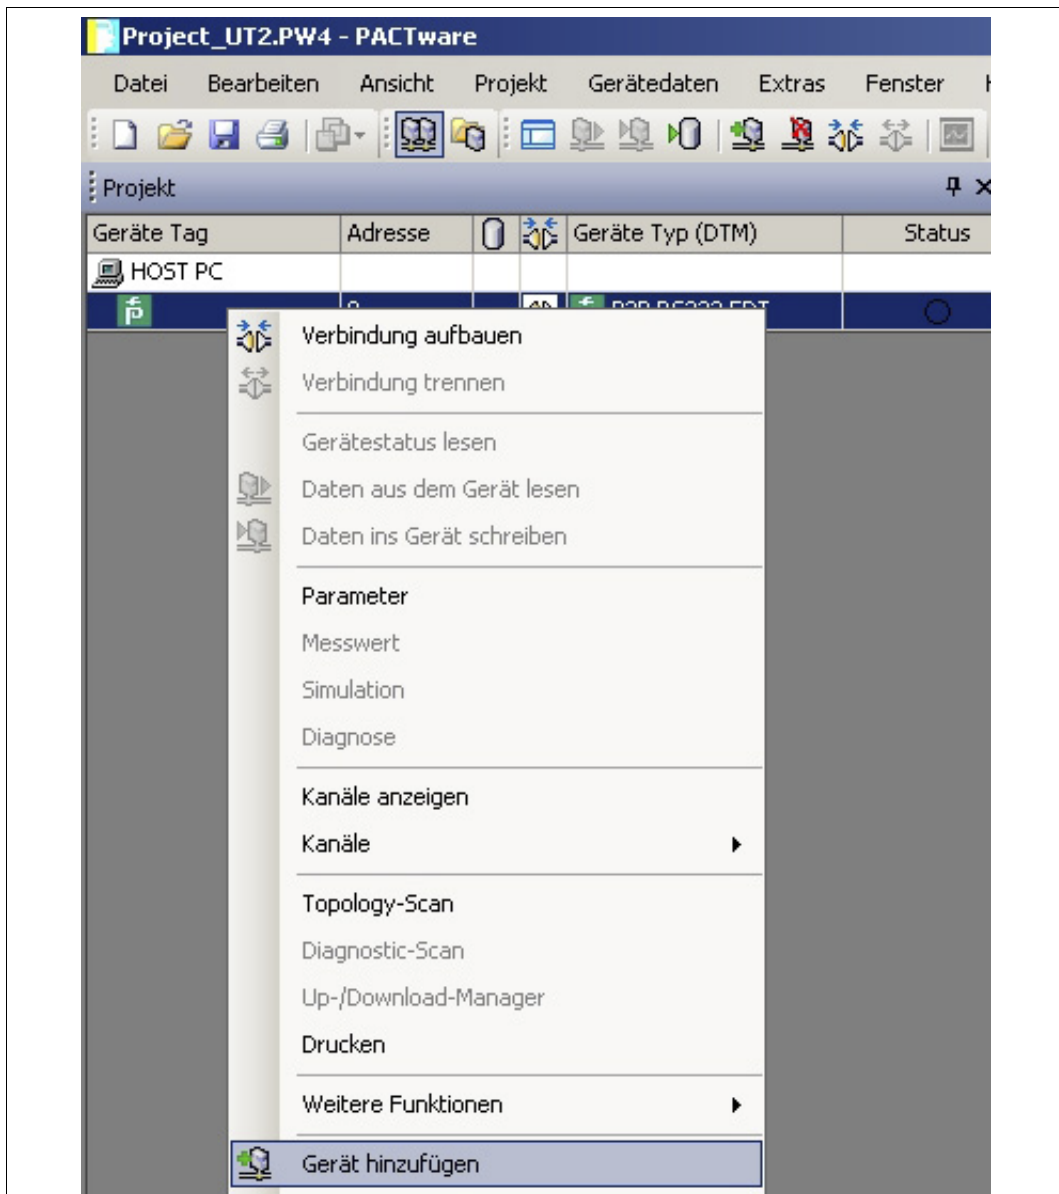 Project_UT2.PW4 - PACTware
Datei Bearbeiten Ansicht Projekt Gerätedaten Extras Fenster
Projekt
Geräte Tag Adresse Geräte Typ (DTM) Status
HOST PC
Verbindung aufbauen
Verbindung trennen
Gerätestatus lesen
Daten aus dem Gerät lesen
Daten ins Gerät schreiben
Parameter
Messwert
Simulation
Diagnose
Kanäle anzeigen
Kanäle
Topology-Scan
Diagnostic-Scan
Up-/Download-Manager
Drucken
Weitere Funktionen
Gerät hinzufügen